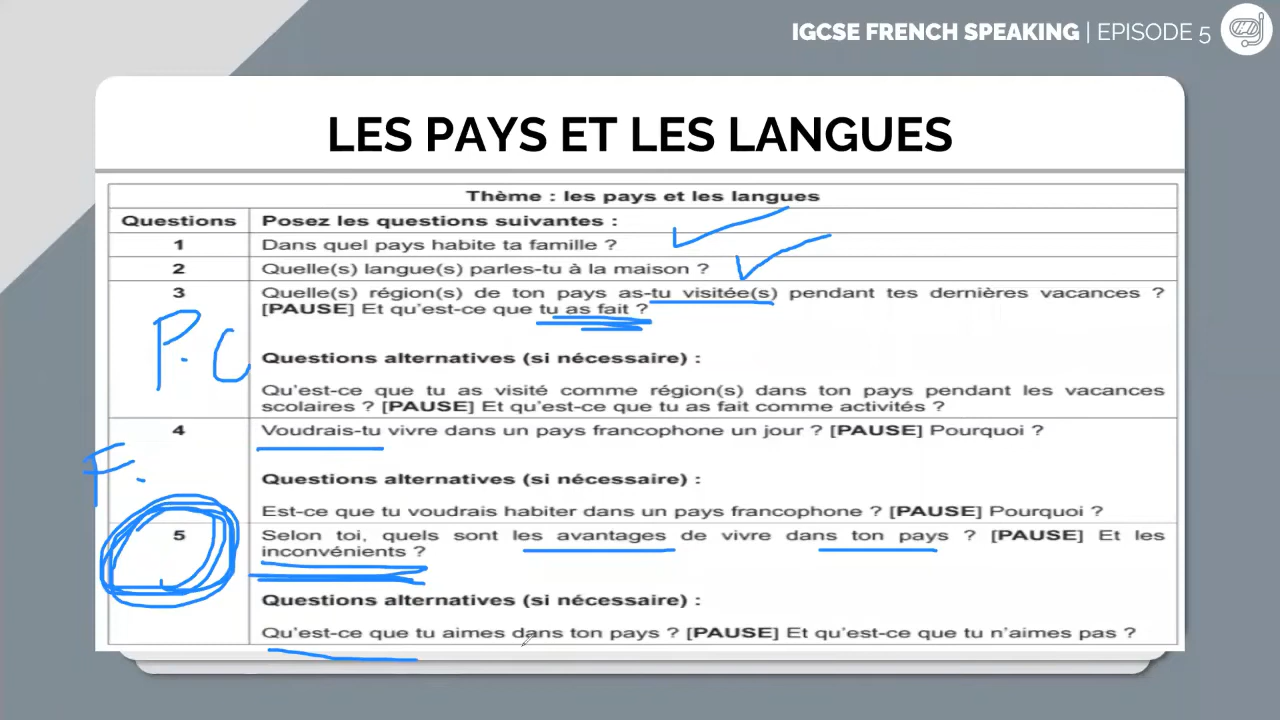 IGCSE FRENCH SPEAKING | EPISODE 5
LES PAYS ET LES LANGUES
Thème : les pays et les langues
Questions Posez les questions suivantes :
1 Dans quel pays habite ta famille ?
2 Quelle(s) langue(s) parles-tu à la maison ?
3 Quelle(s) région(s) de ton pays as-tu visitée(s) pendant tes dernières vacances ?
[PAUSE] Et qu'est-ce que tu as fait ?
P.C
Questions alternatives (si nécessaire) :
Qu'est-ce que tu as visité comme région(s) dans ton pays pendant les vacances
scolaires ? [PAUSE] Et qu'est-ce que tu as fait comme activités ?
4 Voudrais-tu vivre dans un pays francophone un jour ? [PAUSE] Pourquoi ?
F.
Questions alternatives (si nécessaire) :
Est-ce que tu voudrais habiter dans un pays francophone ? [PAUSE] Pourquoi ?
5 Selon toi, quels sont les avantages de vivre dans ton pays ? [PAUSE] Et les
inconvénients ?
Questions alternatives (si nécessaire) :
Qu'est-ce que tu aimes dans ton pays ? [PAUSE] Et qu'est-ce que tu n'aimes pas ?